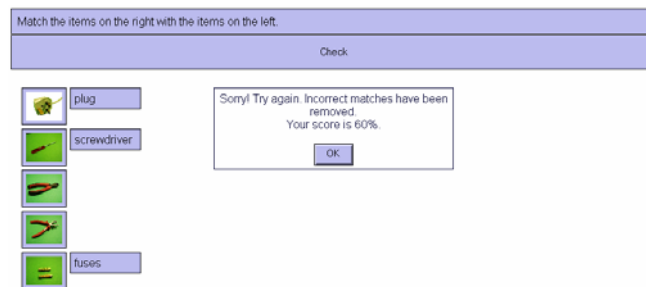 Match the items on the right with the items on the left.
Check
plug
Sorry! Try again. Incorrect matches have been
removed.
Your score is 60%.
OK
screwdriver
fuses